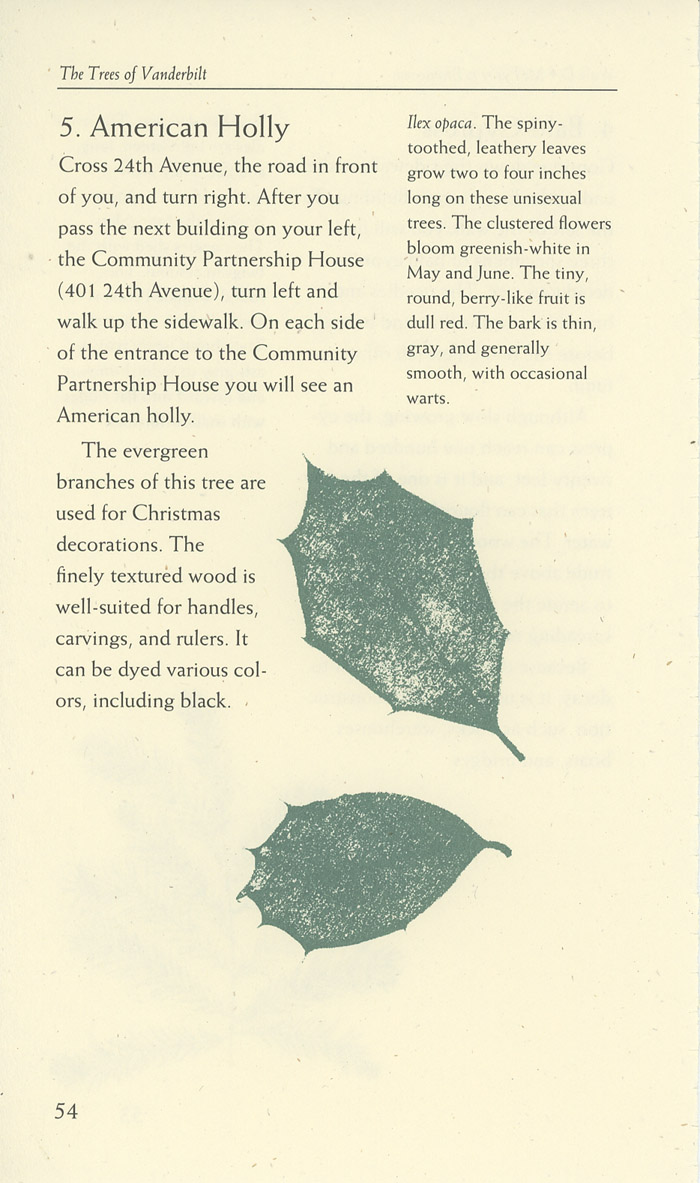 The Trees of Vanderbilt
5. American Holly
Cross 24th Avenue, the road in front
of you, and turn right. After you
pass the next building on your left,
the Community Partnership House
(401 24th Avenue), turn left and
walk up the sidewalk. On each side
of the entrance to the Community
Partnership House you will see an
American holly.
The evergreen
branches of this tree are
used for Christmas
decorations. The
finely textured wood is
well-suited for handles,
carvings, and rulers. It
can be dyed various col-
ors, including black.
Ilex opaca. The spiny-
toothed, leathery leaves
grow two to four inches
long on these unisexual
trees. The clustered flowers
bloom greenish-white in
May and June. The tiny,
round, berry-like fruit is
dull red. The bark is thin,
gray, and generally
smooth, with occasional
warts.
54